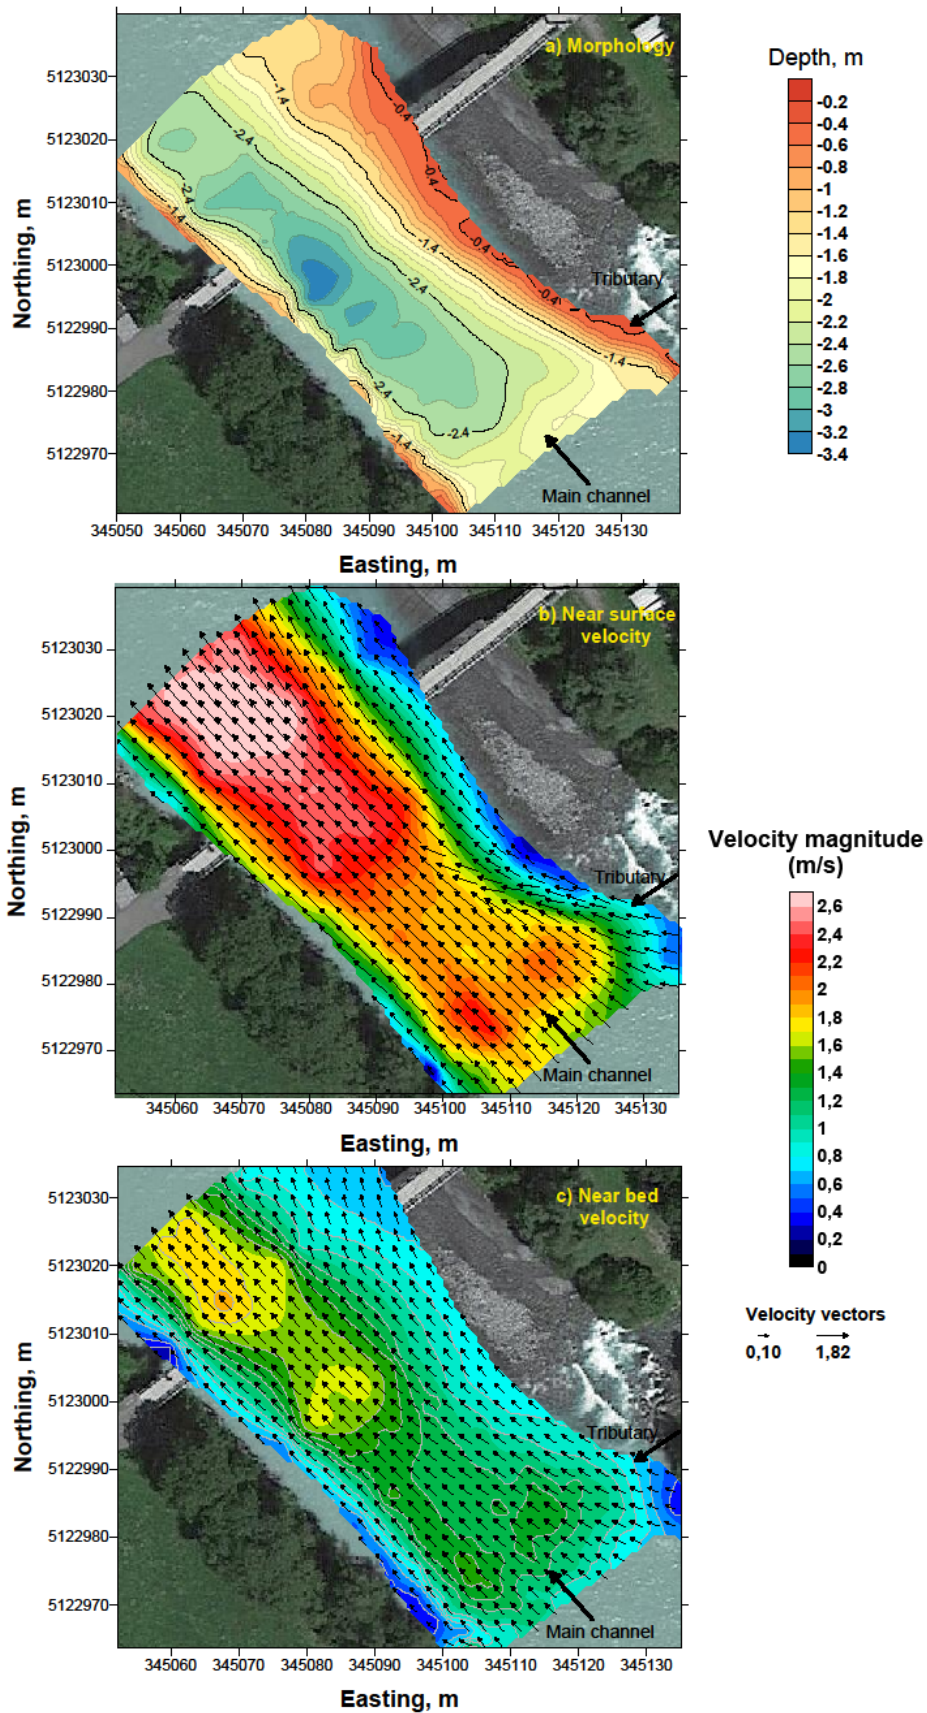 a) Morphology
Depth, m
5123030
5123020
5123010
5123000
5122990
5122980
5122970
Northing, m
-1.4
-0.4
-2.4
-0.4
-2.4
-1.4
-0.4
-1.4
-2.4
-0.4
-1.4
-2.4
-2.4
-1.4
Tributary
Main channel
-0.2
-0.4
-0.6
-0.8
-1
-1.2
-1.4
-1.6
-1.8
-2
-2.2
-2.4
-2.6
-2.8
-3
-3.2
-3.4
345050 345060 345070 345080 345090 345100 345110 345120 345130
Easting, m
b) Near surface
velocity
5123030
5123020
5123010
5123000
5122990
5122980
5122970
Northing, m
Tributary
Main channel
345060 345070 345080 345090 345100 345110 345120 345130
Easting, m
Velocity magnitude
(m/s)
2,6
2,4
2,2
2
1,8
1,6
1,4
1,2
1
0,8
0,6
0,4
0,2
0
Velocity vectors
0,10 1,82
c) Near bed
velocity
5123030
5123020
5123010
5123000
5122990
5122980
5122970
Northing, m
Tributary
Main channel
345060 345070 345080 345090 345100 345110 345120 345130
Easting, m